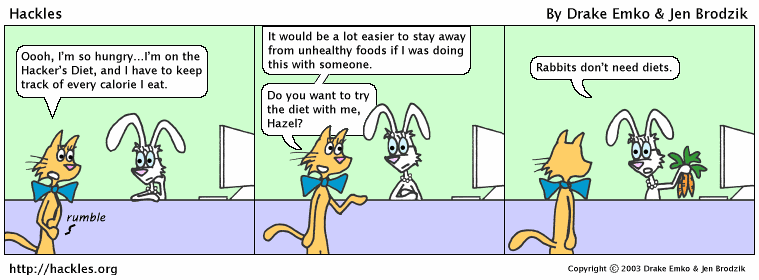 Hackles
By Drake Emko & Jen Brodzik
Oooh, I'm so hungry...I'm on the
Hacker's Diet, and I have to keep
track of every calorie I eat.
rumble
It would be a lot easier to stay away
from unhealthy foods if I was doing
this with someone.
Do you want to try
the diet with me,
Hazel?
Rabbits don't need diets.
http://hackles.org
Copyright © 2003 Drake Emko & Jen Brodzik